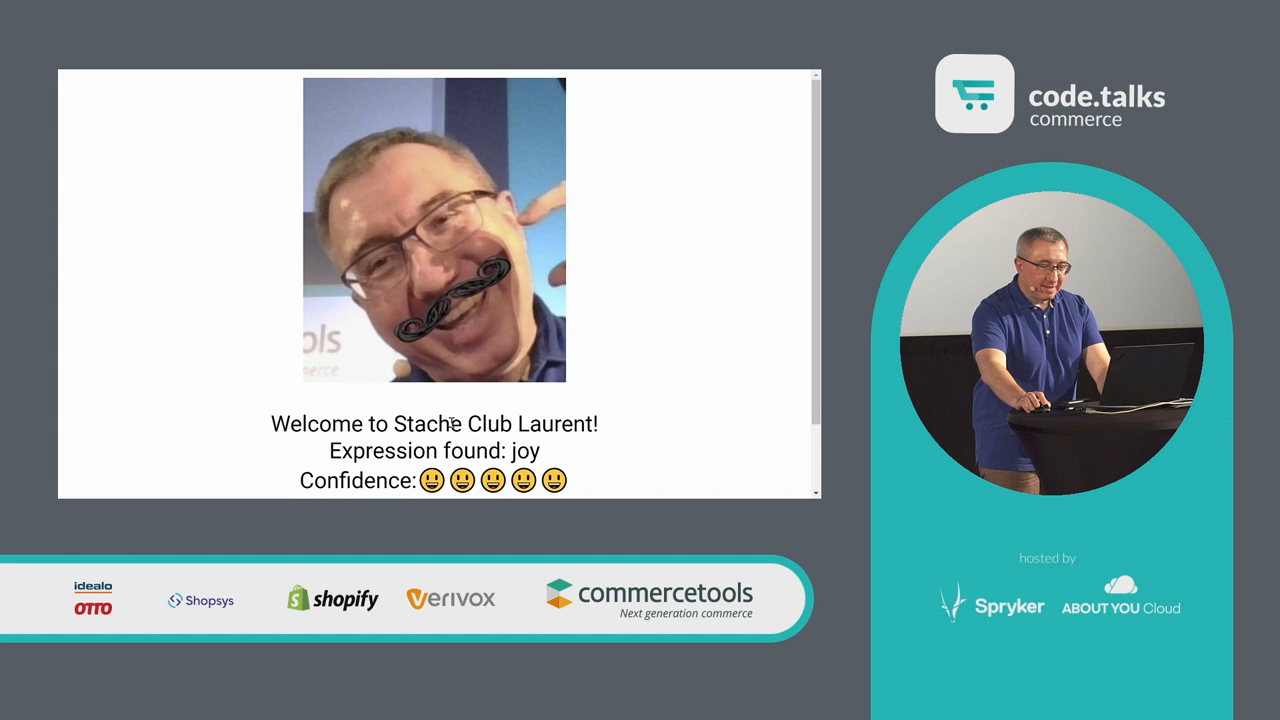 code.talks
commerce
ols
merce
Welcome to Stache Club Laurent!
Expression found: joy
Confidence:😃😃😃😃😃
hosted by
Spryker
ABOUT YOU Cloud
idealo
OTTO
Shopsys
shopify
Verivox
commercetools
Next generation commerce